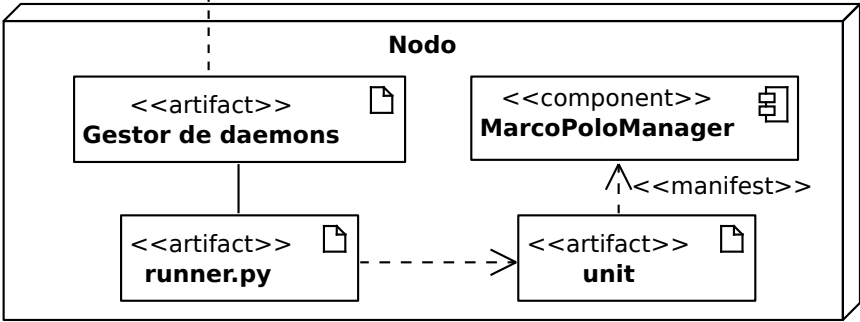 Nodo
<<artifact>>
Gestor de daemons
<<component>>
MarcoPoloManager
<<manifest>>
<<artifact>>
runner.py
<<artifact>>
unit